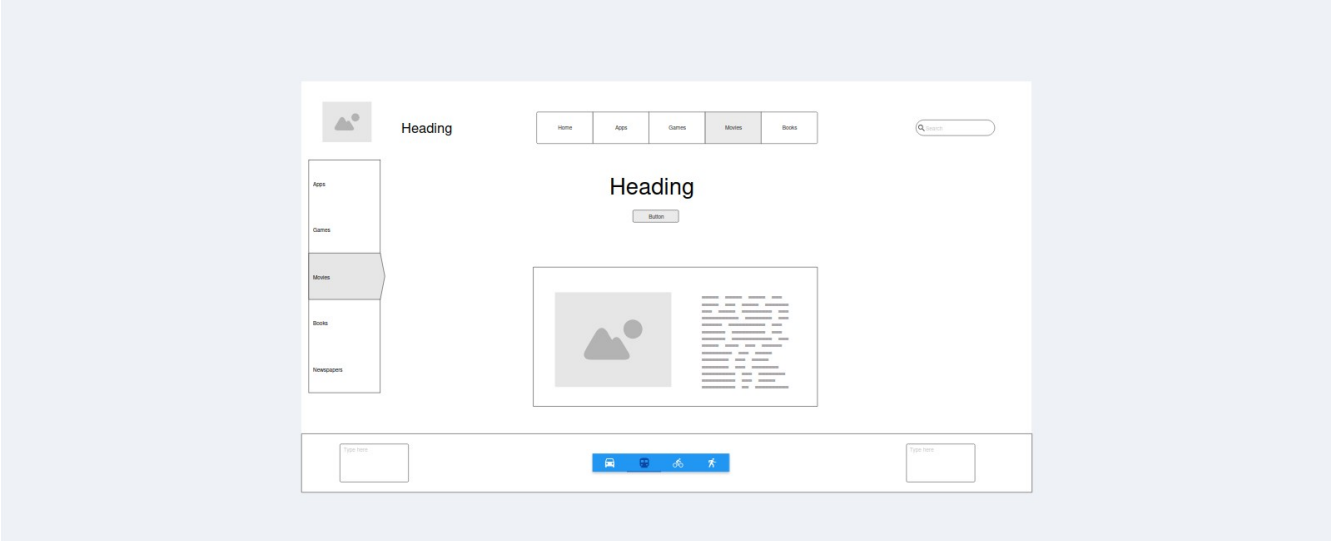 Heading
Home Apps Games Movies Books
Search
Apps
Games
Movies
Books
Newspapers
Heading
Button
Type Here
Type Here